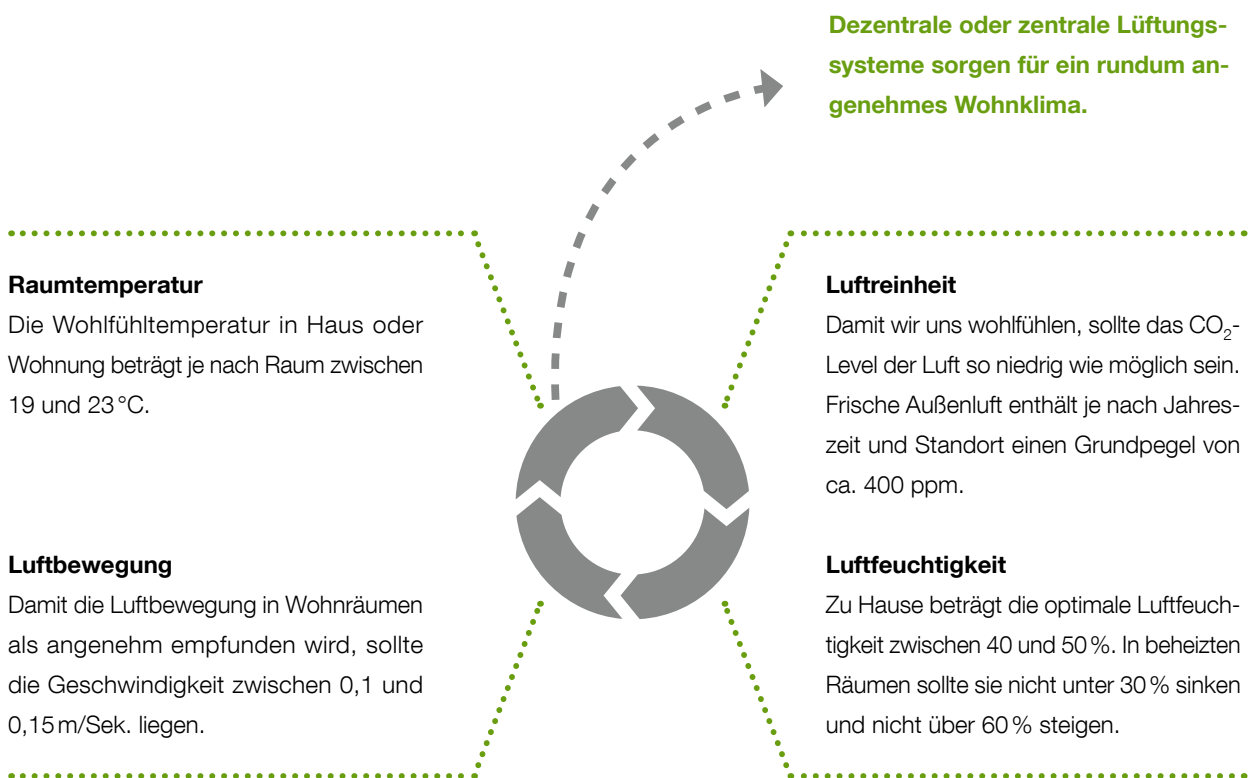 Dezentrale oder zentrale Lüftungs-
systeme sorgen für ein rundum an-
genehmes Wohnklima.
Raumtemperatur
Die Wohlfühltemperatur in Haus oder
Wohnung beträgt je nach Raum zwischen
19 und 23 °C.
Luftreinheit
Damit wir uns wohlfühlen, sollte das CO₂-
Level der Luft so niedrig wie möglich sein.
Frische Außenluft enthält je nach Jahres-
zeit und Standort einen Grundpegel von
ca. 400 ppm.
Luftbewegung
Damit die Luftbewegung in Wohnräumen
als angenehm empfunden wird, sollte
die Geschwindigkeit zwischen 0,1 und
0,15 m/Sek. liegen.
Luftfeuchtigkeit
Zu Hause beträgt die optimale Luftfeuch-
tigkeit zwischen 40 und 50 %. In beheizten
Räumen sollte sie nicht unter 30 % sinken
und nicht über 60 % steigen.